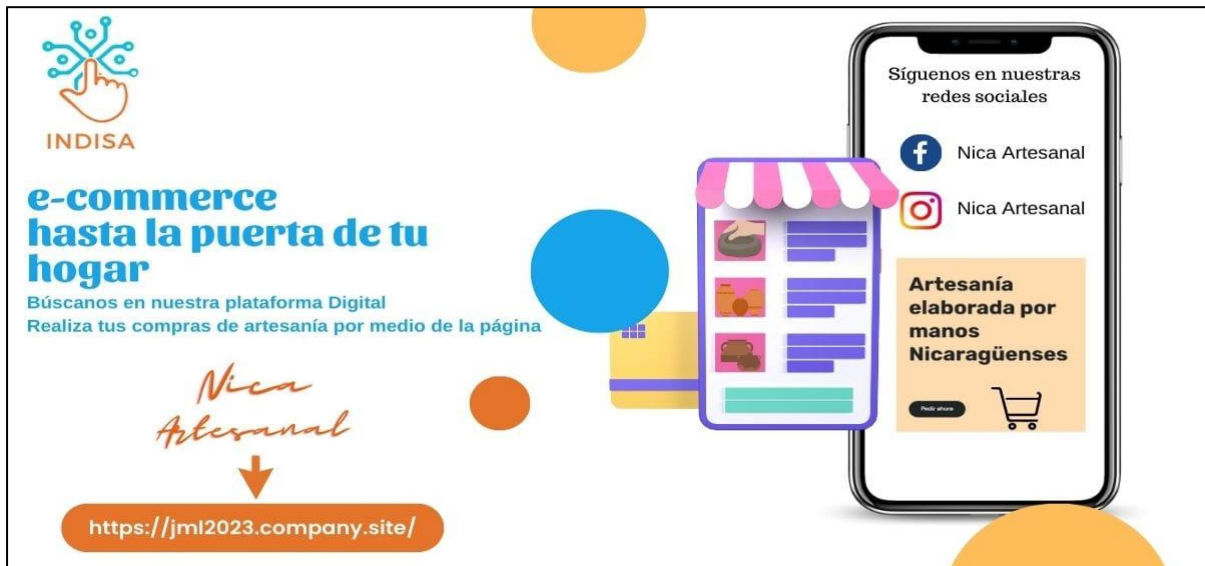 INDISA
e-commerce
hasta la puerta de tu
hogar
Búscanos en nuestra plataforma Digital
Realiza tus compras de artesanía por medio de la página
Nica
Artesanal
https://jml2023.company.site/
Síguenos en nuestras
redes sociales
Nica Artesanal
Nica Artesanal
Artesanía
elaborada por
manos
Nicaragüenses
Pedir ahora